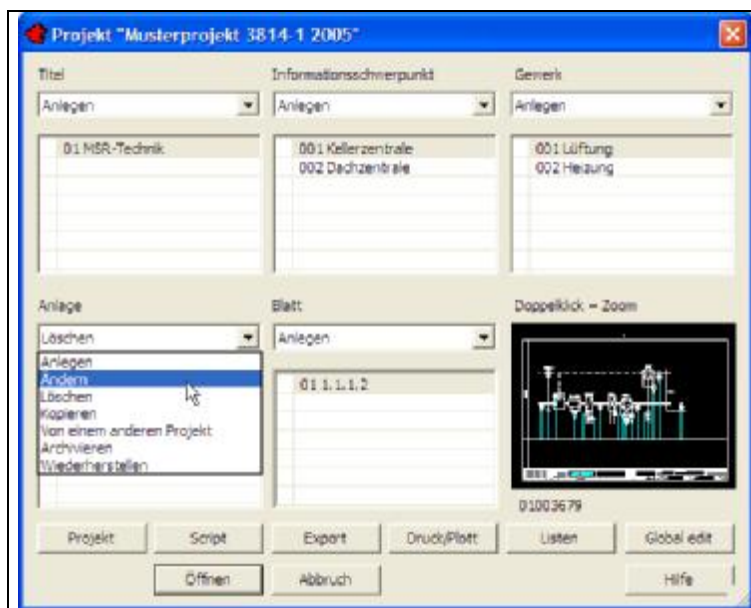 Projekt "Musterprojekt 3814-1 2005"
Titel
Informationsschwerpunkt
Gewerk
Anlegen
Anlegen
Anlegen
01 MSR-Technik
001 Kellerzentrale
002 Dachzentrale
001 Lüftung
002 Heizung
Anlage
Blatt
Doppelklick = Zoom
Löschen
Anlegen
Anlegen
Ändern
Löschen
Kopieren
Von einem anderen Projekt
Archivieren
Wiederherstellen
01 1.1.1.2
01003679
Projekt
Script
Export
Druck/Plott
Listen
Global edit
Öffnen
Abbruch
Hilfe